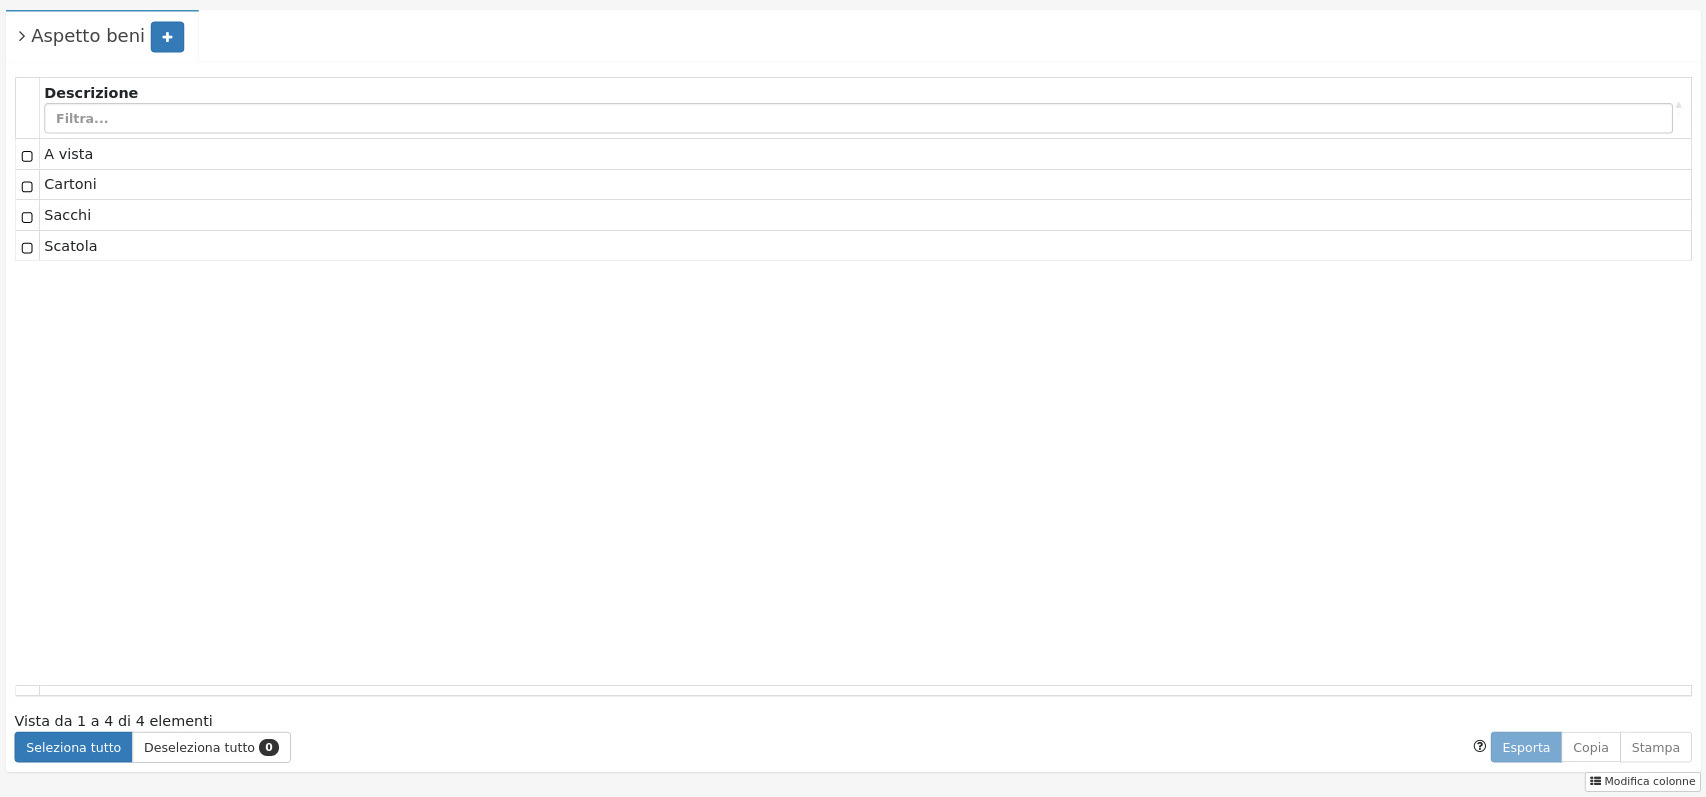 Aspetto beni
Descrizione
Filtra...
A vista
Cartoni
Sacchi
Scatola
Vista da 1 a 4 di 4 elementi
Seleziona tutto Deseleziona tutto 0 Esporta Copia Stampa
Modifica colonne